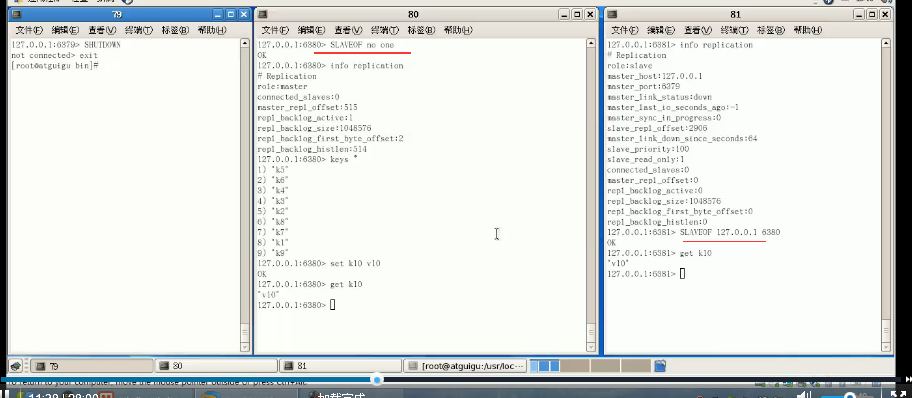 79
文件(F) 编辑(E) 查看(V) 终端(T) 标签(B) 帮助(H)
127.0.0.1:6379> SHUTDOWN
not connected> exit
[root@atguigu bin]#
80
文件(F) 编辑(E) 查看(V) 终端(T) 标签(B) 帮助(H)
127.0.0.1:6380> SLAVEOF no one
OK
127.0.0.1:6380> info replication
# Replication
role:master
connected_slaves:0
master_repl_offset:515
repl_backlog_active:1
repl_backlog_size:1048576
repl_backlog_first_byte_offset:2
repl_backlog_histlen:514
127.0.0.1:6380> keys *
1) "k5"
2) "k6"
3) "k4"
4) "k3"
5) "k2"
6) "k8"
7) "k7"
8) "k1"
9) "k9"
127.0.0.1:6380> set k10 v10
OK
127.0.0.1:6380> get k10
"v10"
127.0.0.1:6380>
81
文件(F) 编辑(E) 查看(V) 终端(T) 标签(B) 帮助(H)
127.0.0.1:6381> info replication
# Replication
role:slave
master_host:127.0.0.1
master_port:6379
master_link_status:down
master_last_io_seconds_ago:-1
master_sync_in_progress:0
slave_repl_offset:2906
master_link_down_since_seconds:64
slave_priority:100
slave_read_only:1
connected_slaves:0
master_repl_offset:0
repl_backlog_active:0
repl_backlog_size:1048576
repl_backlog_first_byte_offset:0
repl_backlog_histlen:0
127.0.0.1:6381> SLAVEOF 127.0.0.1 6380
OK
127.0.0.1:6381> get k10
"v10"
127.0.0.1:6381>
79
80
81
[root@atguigu:/usr/loc···
To return to your computer, move the mouse pointer outside or press Ctrl+Alt.